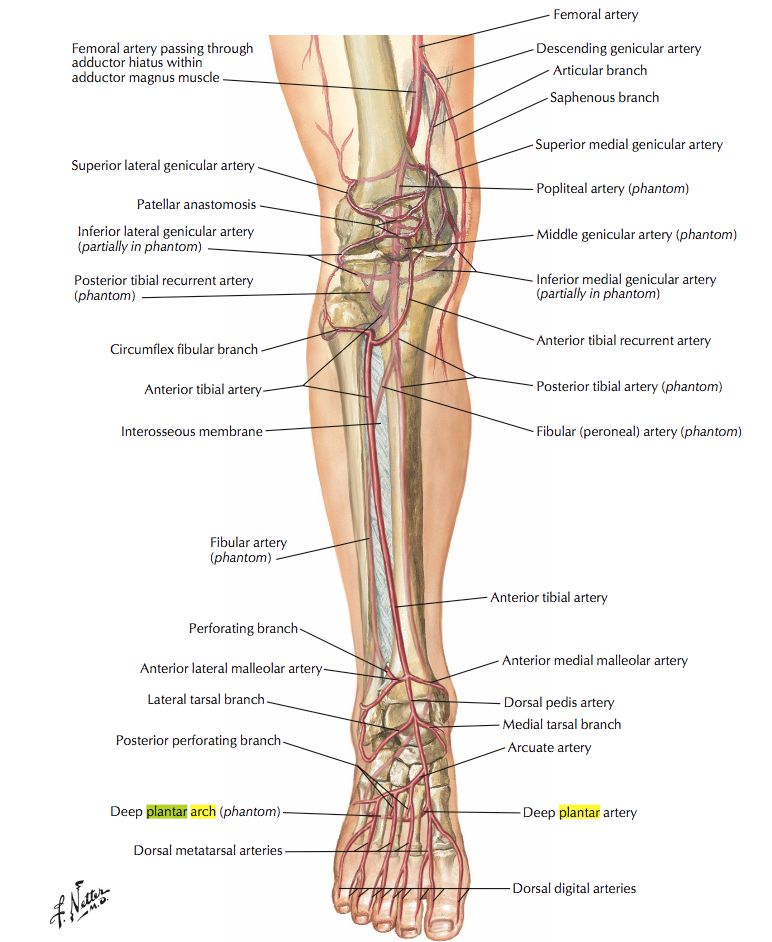 Femoral artery
Femoral artery passing through
adductor hiatus within
adductor magnus muscle
Descending genicular artery
Articular branch
Saphenous branch
Superior medial genicular artery
Superior lateral genicular artery
Popliteal artery (phantom)
Patellar anastomosis
Inferior lateral genicular artery
(partially in phantom)
Middle genicular artery (phantom)
Posterior tibial recurrent artery
(phantom)
Inferior medial genicular artery
(partially in phantom)
Circumflex fibular branch
Anterior tibial recurrent artery
Anterior tibial artery
Posterior tibial artery (phantom)
Interosseous membrane
Fibular (peroneal) artery (phantom)
Fibular artery
(phantom)
Anterior tibial artery
Perforating branch
Anterior lateral malleolar artery
Anterior medial malleolar artery
Lateral tarsal branch
Dorsal pedis artery
Medial tarsal branch
Posterior perforating branch
Arcuate artery
Deep plantar arch (phantom)
Deep plantar artery
Dorsal metatarsal arteries
Dorsal digital arteries
F. Netter
M.D.